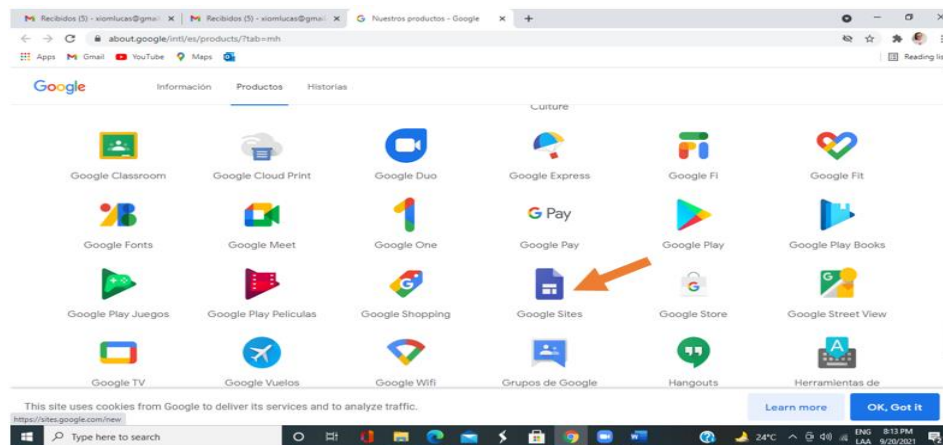 Recibidos (5) - xiomlucas@gmai
Recibidos (5) - xiomlucas@gmai
Nuestros productos - Google
about.google/intl/es/products/?tab=mh
Apps Gmail YouTube Maps Reading lis
Google Información Productos Historias
Culture
Google Classroom Google Cloud Print Google Duo Google Express Google Fi Google Fit
G Pay
Google Fonts Google Meet Google One Google Pay Google Play Google Play Books
Google Play Juegos Google Play Películas Google Shopping Google Sites Google Store Google Street View
Google TV Google Vuelos Google Wifi Grupos de Google Hangouts Herramientas de
This site uses cookies from Google to deliver its services and to analyze traffic. Learn more OK, Got it
https://sites.google.com/new
Type here to search 24°C ENG 8:13 PM
LAA 9/20/2021